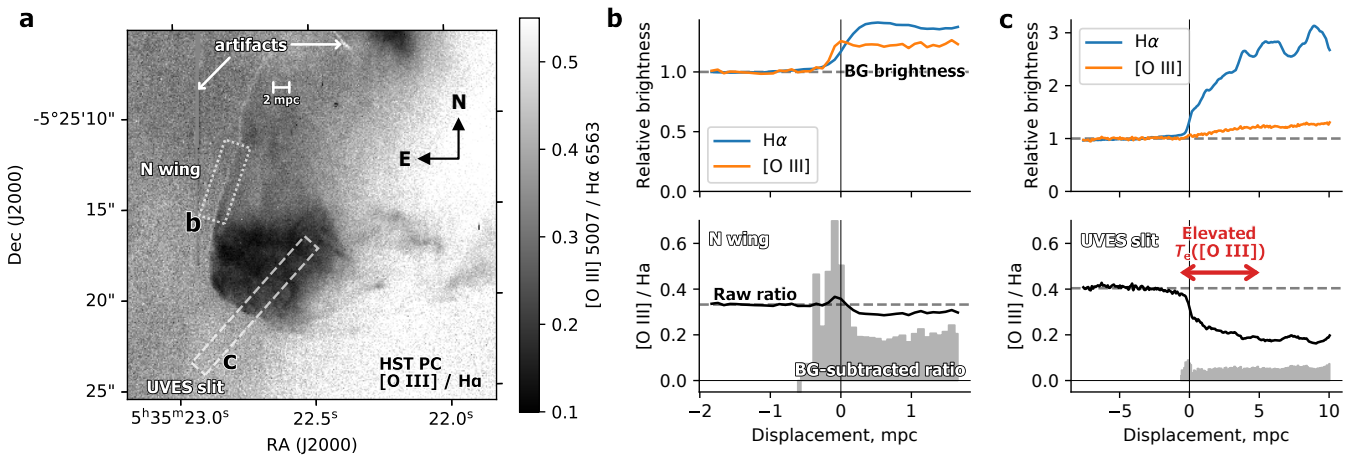 a
artifacts
2 mpc
N
E
N wing
b
c
UVES slit
HST PC
[O III] / Hα
-5°25'10"
15"
20"
25"
Dec (J2000)
5ʰ35ᵐ23.0ˢ
22.5ˢ
22.0ˢ
RA (J2000)
0.5
0.4
0.3
0.2
0.1
[O III] 5007 / Hα 6563
b
Relative brightness
1.0
0.5
0.0
BG brightness
Hα
[O III]
[O III] / Ha
0.6
0.4
0.2
0.0
N wing
Raw ratio
BG-subtracted ratio
−2
−1
0
1
Displacement, mpc
c
Relative brightness
3
2
1
0
Hα
[O III]
[O III] / Ha
0.6
0.4
0.2
0.0
UVES slit
Elevated
Tₑ([O III])
−5
0
5
10
Displacement, mpc